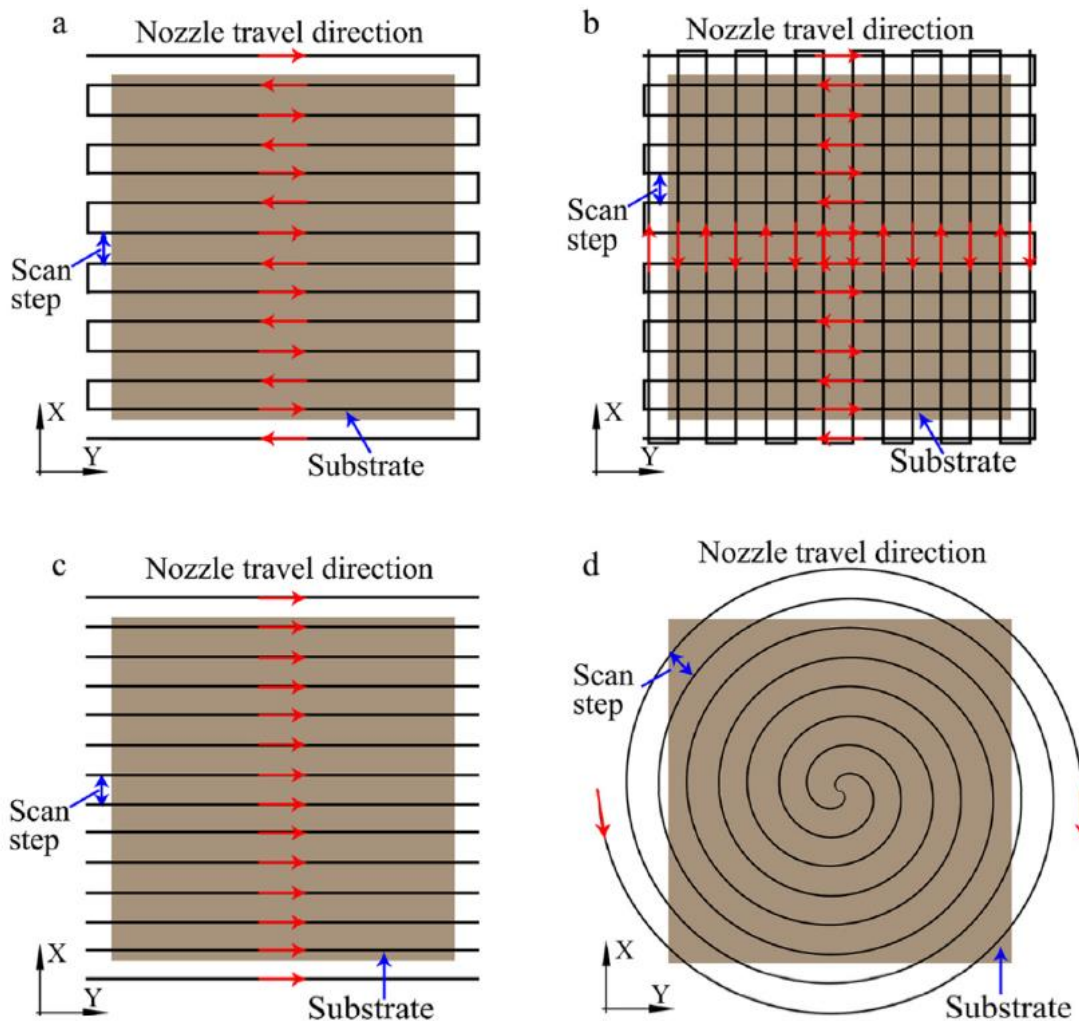 a
Nozzle travel direction
Scan
step
X
Y
Substrate
b
Nozzle travel direction
Scan
step
X
Y
Substrate
c
Nozzle travel direction
Scan
step
X
Y
Substrate
d
Nozzle travel direction
Scan
step
X
Y
Substrate